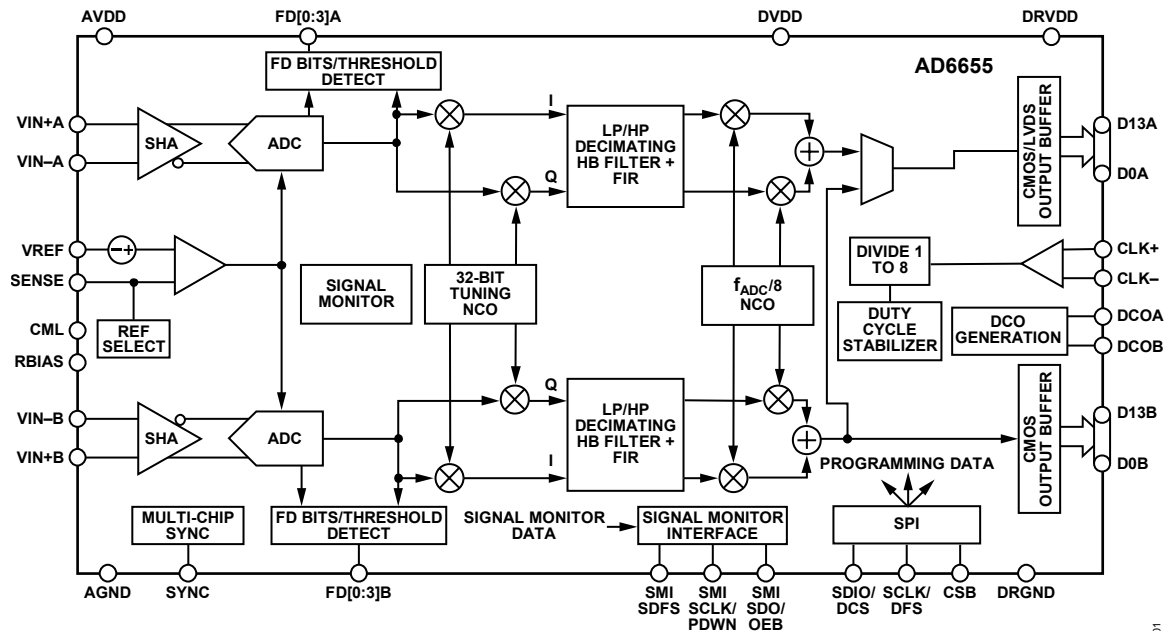 AVDD
FD[0:3]A
DVDD
DRVDD
FD BITS/THRESHOLD
DETECT
AD6655
VIN+A
VIN–A
SHA
ADC
I
Q
LP/HP
DECIMATING
HB FILTER +
FIR
CMOS/LVDS
OUTPUT BUFFER
D13A
D0A
VREF
SENSE
–+
REF
SELECT
SIGNAL
MONITOR
32-BIT
TUNING
NCO
fADC/8
NCO
DIVIDE 1
TO 8
DUTY
CYCLE
STABILIZER
DCO
GENERATION
CLK+
CLK–
DCOA
DCOB
CML
RBIAS
VIN–B
VIN+B
SHA
ADC
Q
I
LP/HP
DECIMATING
HB FILTER +
FIR
CMOS
OUTPUT BUFFER
D13B
D0B
PROGRAMMING DATA
MULTI-CHIP
SYNC
FD BITS/THRESHOLD
DETECT
SIGNAL MONITOR
DATA
SIGNAL MONITOR
INTERFACE
SPI
AGND
SYNC
FD[0:3]B
SMI
SDFS
SMI
SCLK/
PDWN
SMI
SDO/
OEB
SDIO/
DCS
SCLK/
DFS
CSB
DRGND